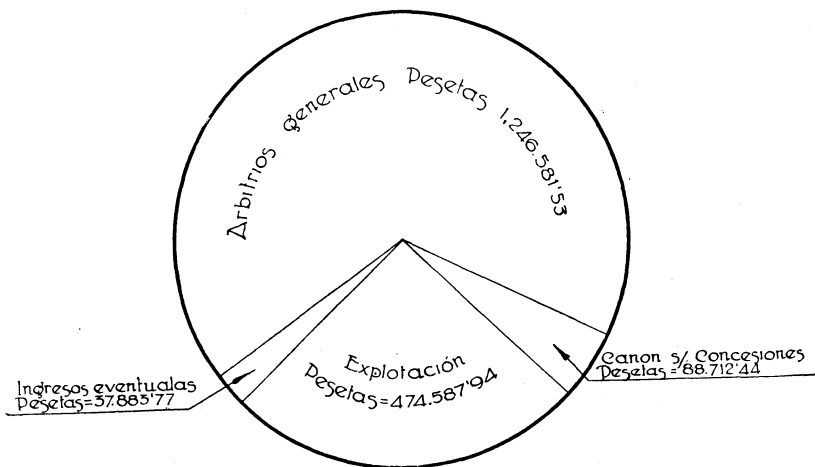 Arbitrios generales Pesetas 1.246.581'53
Explotación
Pesetas=474.587'94
Canon s/ Concesiones
Pesetas='88.712'44
Ingresos eventualas
Pesetas=37.883'77